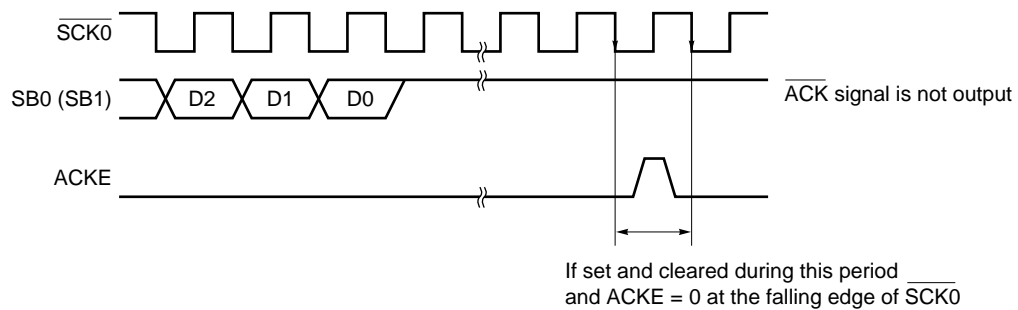 SCK0
SB0 (SB1)
D2
D1
D0
ACK signal is not output
ACKE
If set and cleared during this period
and ACKE = 0 at the falling edge of SCK0